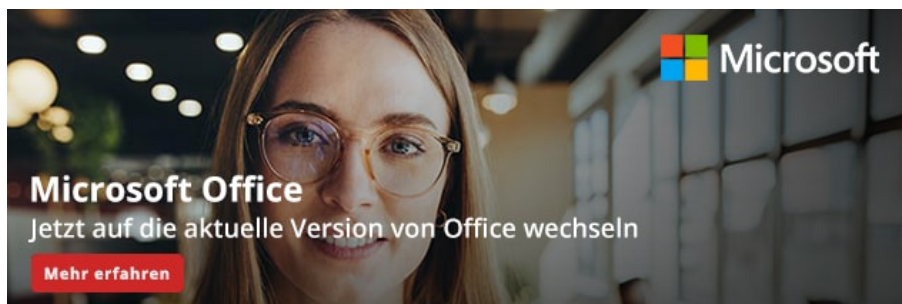 Microsoft
Microsoft Office
Jetzt auf die aktuelle Version von Office wechseln
Mehr erfahren